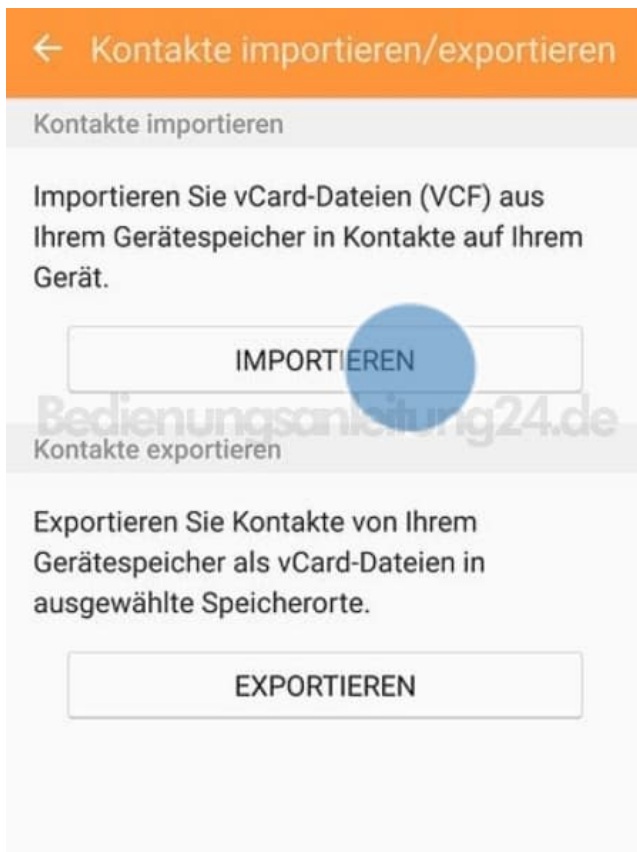 ← Kontakte importieren/exportieren
Kontakte importieren
Importieren Sie vCard-Dateien (VCF) aus
Ihrem Gerätespeicher in Kontakte auf Ihrem
Gerät.
IMPORTIEREN
Bedienungsanleitung24.de
Kontakte exportieren
Exportieren Sie Kontakte von Ihrem
Gerätespeicher als vCard-Dateien in
ausgewählte Speicherorte.
EXPORTIEREN